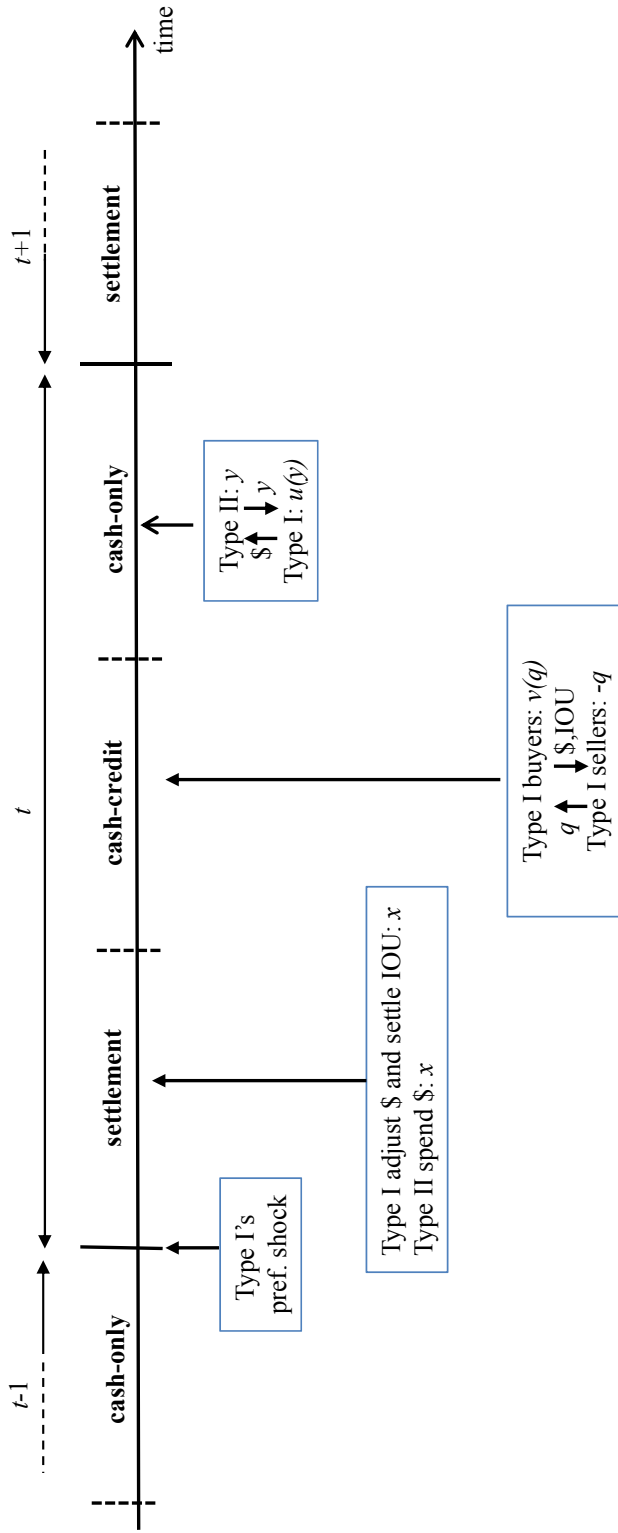 t-1
t
t+1
cash-only
settlement
cash-credit
cash-only
settlement
time
Type I's
pref. shock
Type I adjust $ and settle IOU: x
Type II spend $: x
Type I buyers: v(q)
q $,IOU
Type I sellers: -q
Type II: y
$ y
Type I: u(y)